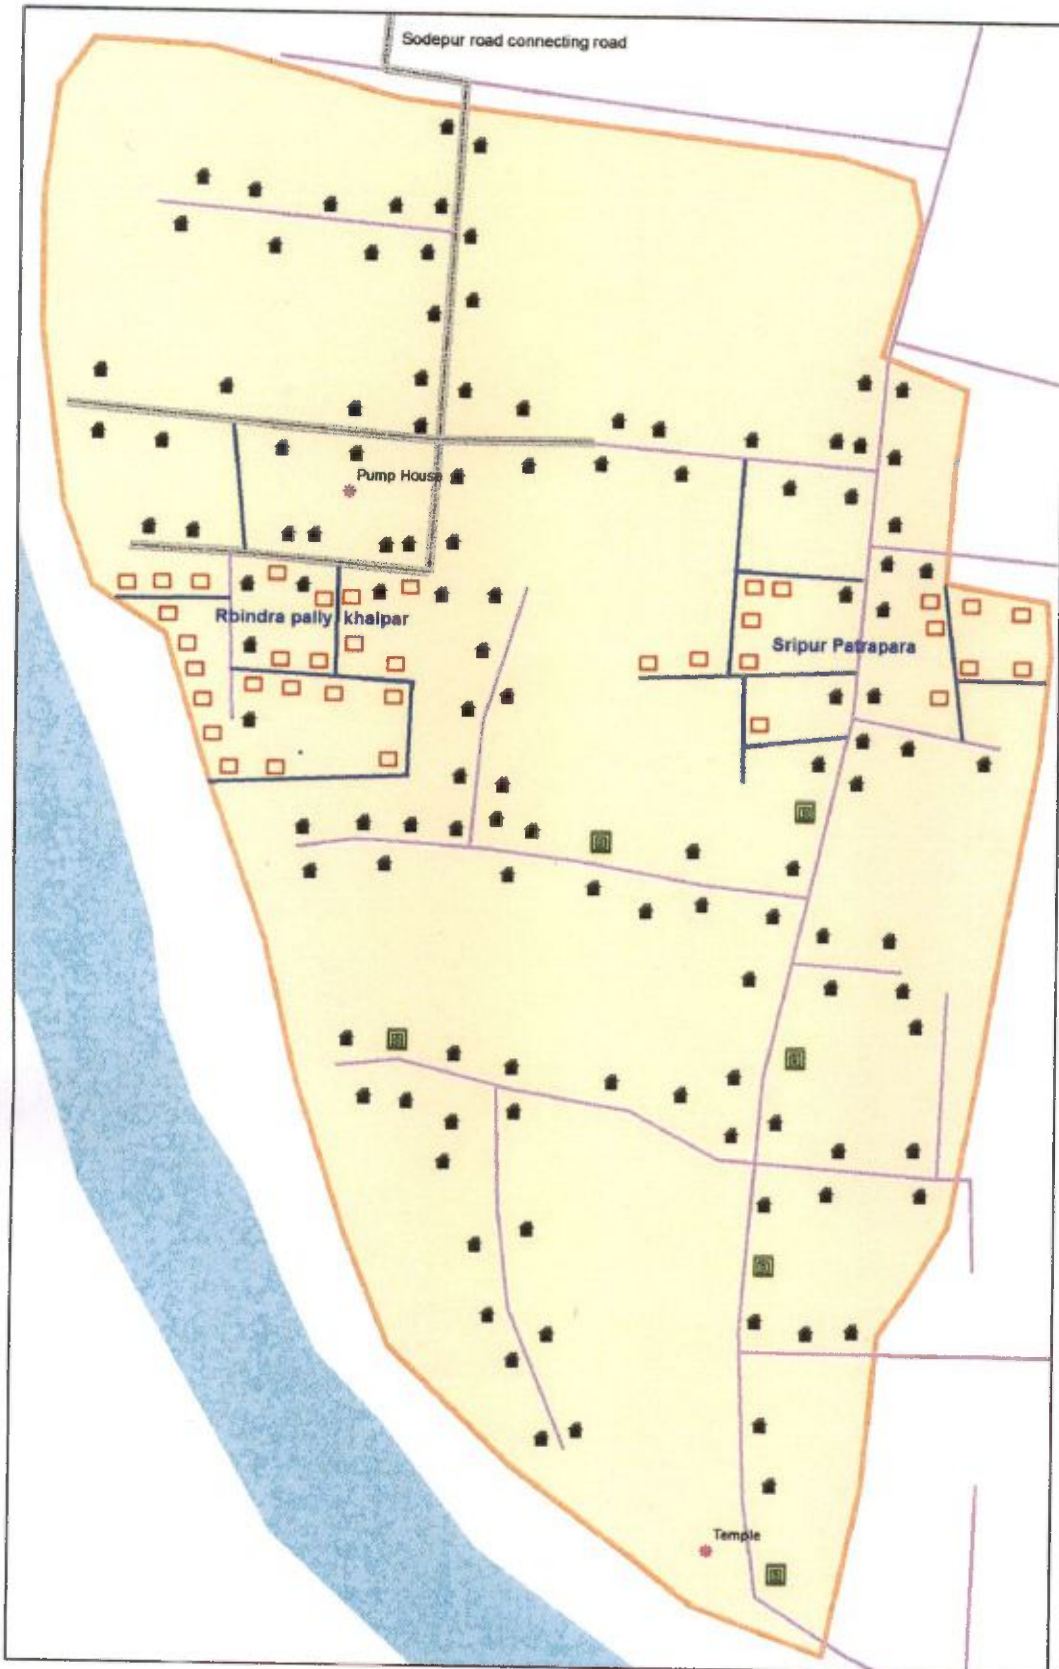 Sodepur road connecting road
Pump House
Rbindra pally khalpar
Sripur Patrapara
Temple